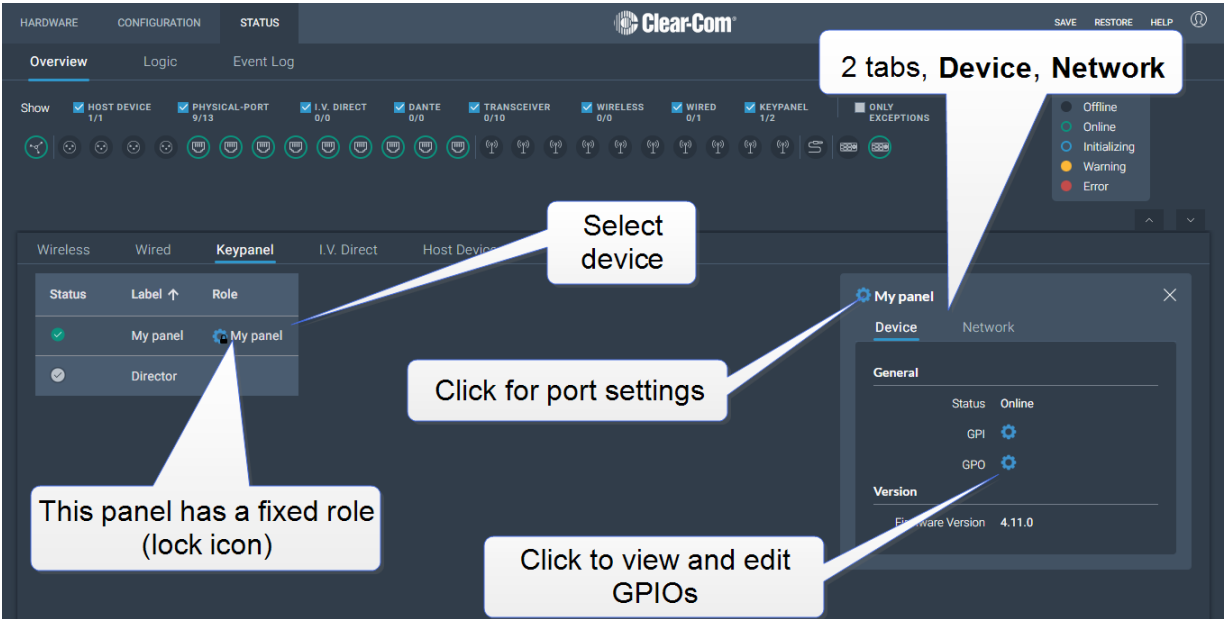 HARDWARE CONFIGURATION STATUS Clear-Com® SAVE RESTORE HELP
Overview Logic Event Log
2 tabs, Device, Network
Show HOST DEVICE PHYSICAL-PORT I.V. DIRECT DANTE TRANSCEIVER WIRELESS WIRED KEYPANEL ONLY
1/1 9/13 0/0 0/0 0/10 0/0 0/1 1/2 EXCEPTIONS
Offline
Online
Initializing
Warning
Error
Select
device
Wireless Wired Keypanel I.V. Direct Host Device
Status Label ↑ Role
My panel My panel
Director
My panel
Device Network
Click for port settings
General
Status Online
GPI
GPO
Version
Firmware Version 4.11.0
This panel has a fixed role
(lock icon)
Click to view and edit
GPIOs